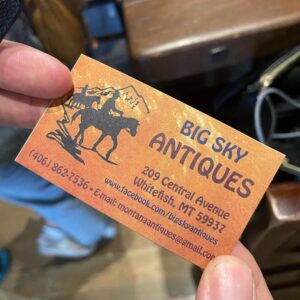 BIG SKY
ANTIQUES
209 Central Avenue
Whitefish, MT 59937
www.facebook.com/bigskyantiques
(406) 862-7536 • E-mail: montanaantiques@gmail.com